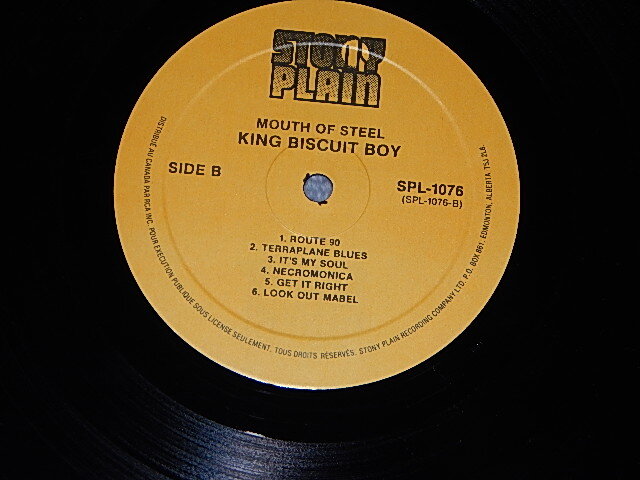 STONY
PLAIN
MOUTH OF STEEL
KING BISCUIT BOY
SIDE B
SPL-1076
(SPL-1076-B)
1. ROUTE 90
2. TERRAPLANE BLUES
3. IT'S MY SOUL
4. NECROMONICA
5. GET IT RIGHT
6. LOOK OUT MABEL
DISTRIBUE AU CANADA PAR RCA INC. POUR EXECUTION PUBLIQUE SOUS LICENSE SEULEMENT. TOUS DROITS RÉSERVÉS. STONY PLAIN RECORDING COMPANY LTD. P.O. BOX 861, EDMONTON, ALBERTA T5J 2L8